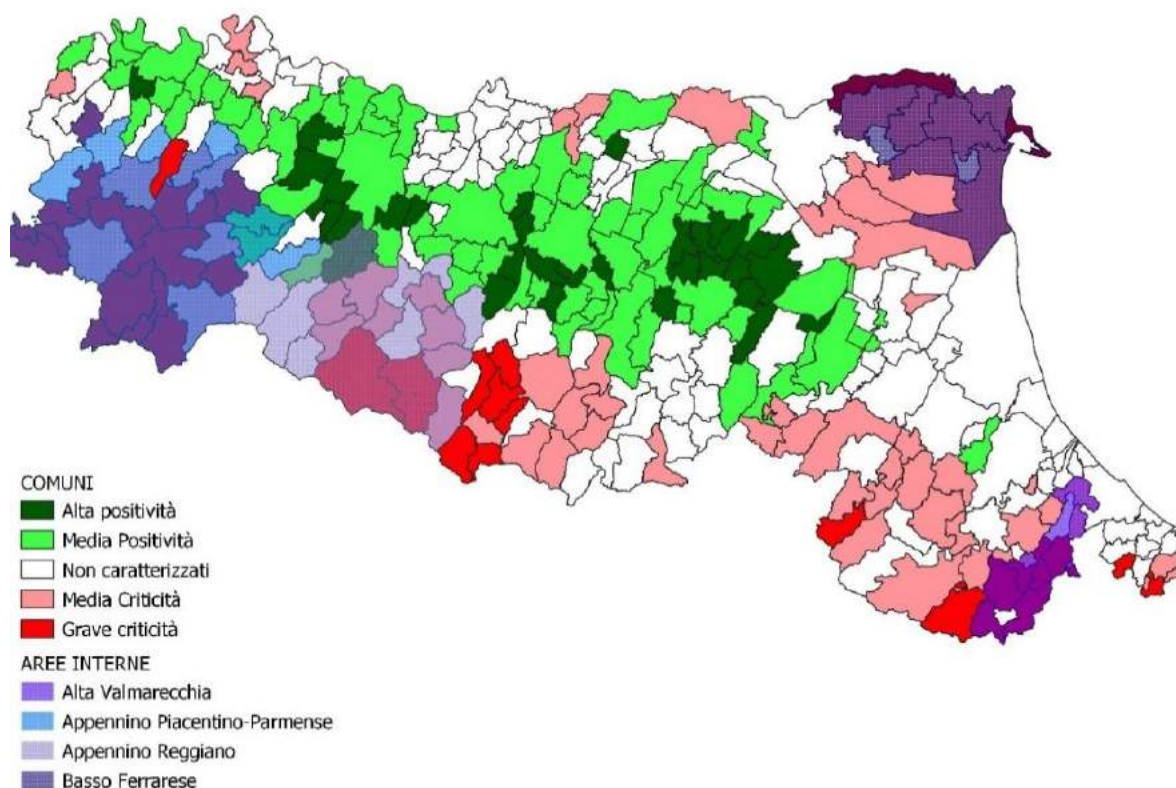 COMUNI
Alta positività
Media Positività
Non caratterizzati
Media Criticità
Grave criticità
AREE INTERNE
Alta Valmarecchia
Appennino Piacentino-Parmense
Appennino Reggiano
Basso Ferrarese